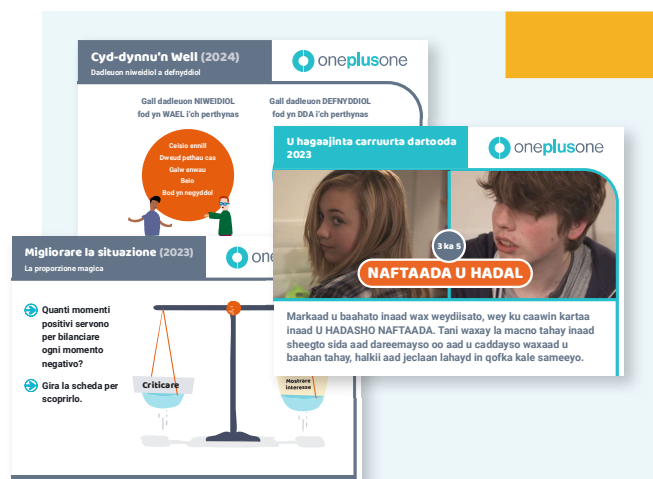 Cyd-dynnu'n Well (2024)
Dadleuon niweidiol a defnyddiol
oneplusone
Gall dadleuon NIWEIDIOL
fod yn WAEL i'ch perthynas
Gall dadleuon DEFNYDDIOL
fod yn DDA i'ch perthynas
Ceisio ennill
Dweud pethau cas
Galw enwau
Beio
Bod yn negyddol
U hagaajinta carruurta dartooda
2023
oneplusone
3 ka 5
NAFTAADA U HADAL
Markaad u baahato inaad wax weydiisato, wey ku caawin kartaa
inaad U HADASHO NAFTAADA. Tani waxay la macno tahay inaad
sheegto sida aad dareemayso oo aad u caddayso waxaad u
baahan tahay, halkii aad jeclaan lahayd in qofka kale sameeyo.
Migliorare la situazione (2023)
La proporzione magica
one
Quanti momenti
positivi servono
per bilanciare
ogni momento
negativo?
Gira la scheda per
scoprirlo.
Criticare
Mostrare
interesse